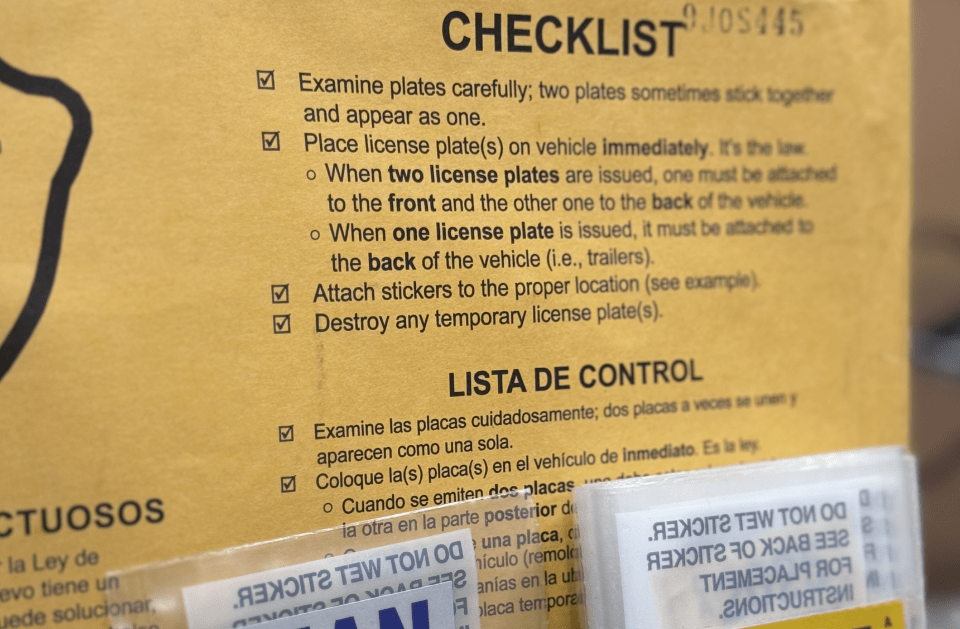 CHECKLIST
9JOS445
☑ Examine plates carefully; two plates sometimes stick together
and appear as one.
☑ Place license plate(s) on vehicle immediately. It's the law.
○ When two license plates are issued, one must be attached
to the front and the other one to the back of the vehicle.
○ When one license plate is issued, it must be attached to
the back of the vehicle (i.e., trailers).
☑ Attach stickers to the proper location (see example).
☑ Destroy any temporary license plate(s).
LISTA DE CONTROL
☑ Examine las placas cuidadosamente; dos placas a veces se unen y
aparecen como una sola.
☑ Coloque la(s) placa(s) en el vehículo de inmediato. Es la ley.
○ Cuando se emiten dos placas,
la otra en la parte posterior
una placa,
hículo (remol
anías en la
placa tempora
CTUOSOS
la Ley de
evo tiene un
uede solucionar,
DO NOT WET STICKER.
SEE BACK OF STICKER
DO NOT WET STICKER.
SEE BACK OF STICKER
FOR PLACEMENT
INSTRUCTIONS.